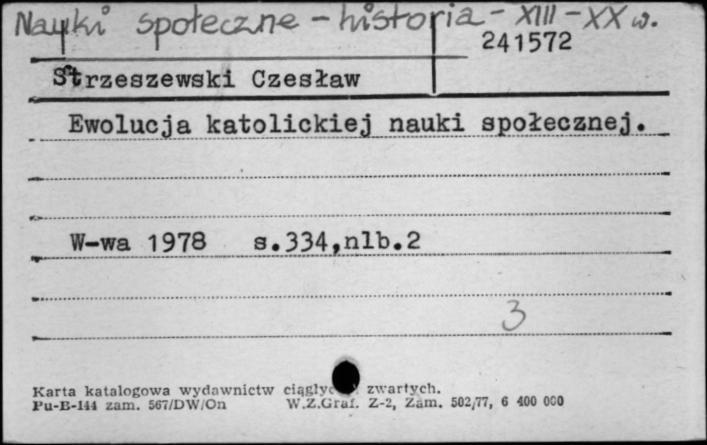 Nauki społeczne - historia - XIII - XX w.
241572
Strzeszewski Czesław
Ewolucja katolickiej nauki społecznej.
W-wa 1978 s.334,nlb.2
3
Karta katalogowa wydawnictw zwartych.
Pu-B-144 zam. 567/DW/On W.Z.Graf. Z-2, Zam. 502/77, 6 400 000